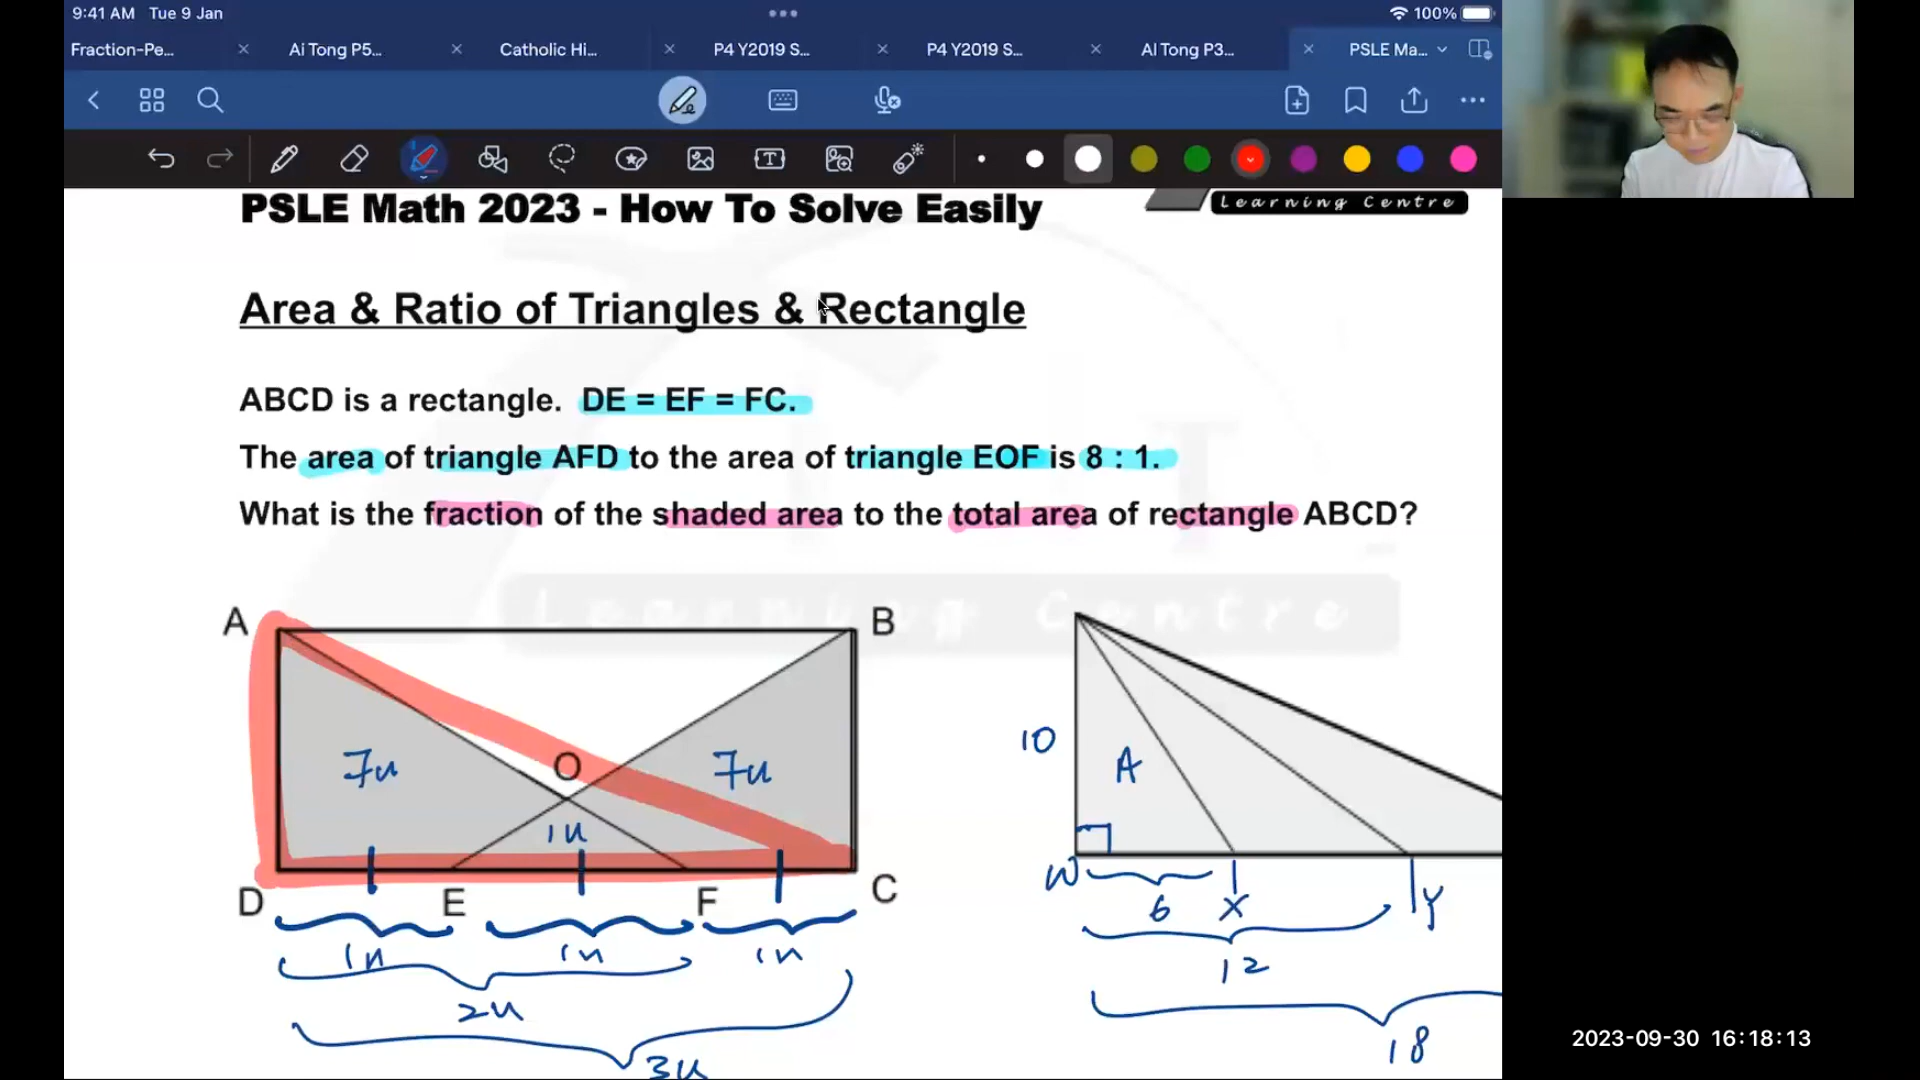 9:41 AM Tue 9 Jan
100%
Fraction-Pe...
Ai Tong P5...
Catholic Hi...
P4 Y2019 S...
P4 Y2019 S...
AI Tong P3...
PSLE Ma...
PSLE Math 2023 - How To Solve Easily
Learning Centre
Area & Ratio of Triangles & Rectangle
ABCD is a rectangle. DE = EF = FC.
The area of triangle AFD to the area of triangle EOF is 8 : 1.
What is the fraction of the shaded area to the total area of rectangle ABCD?
Learning Centre
A B
7u O 7u
1u
D E F C
1u 1u 1u
2u
3u
10 A
W 6 X Y
12
18
2023-09-30 16:18:13